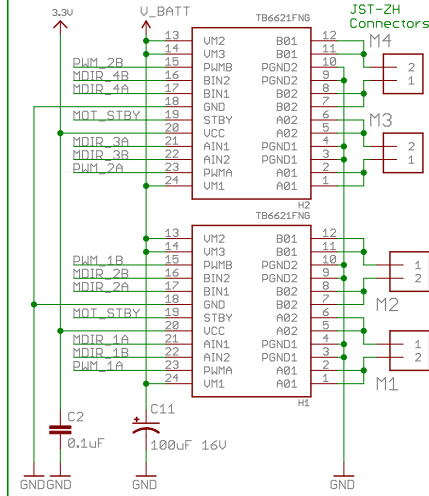 JST-ZH
Connectors
3.3V
V_BATT
TB6621FNG
13 VM2 B01 12
14 VM3 B01 11
PWM_2B 15 PWMB PGND2 10
MDIR_4B 16 BIN2 PGND2 9
MDIR_4A 17 BIN1 B02 8
18 GND B02 7
MOT_STBY 19 STBY A02 6
20 VCC A02 5
MDIR_3A 21 AIN1 PGND1 4
MDIR_3B 22 AIN2 PGND1 3
PWM_2A 23 PWMA A01 2
24 VM1 A01 1
H2
M4
2
1
M3
2
1
TB6621FNG
13 VM2 B01 12
14 VM3 B01 11
PWM_1B 15 PWMB PGND2 10
MDIR_2B 16 BIN2 PGND2 9
MDIR_2A 17 BIN1 B02 8
18 GND B02 7
MOT_STBY 19 STBY A02 6
20 VCC A02 5
MDIR_1A 21 AIN1 PGND1 4
MDIR_1B 22 AIN2 PGND1 3
PWM_1A 23 PWMA A01 2
24 VM1 A01 1
H1
1
2
M2
1
2
M1
C2
0.1uF
C11
+
100uF 16V
GND GND GND GND